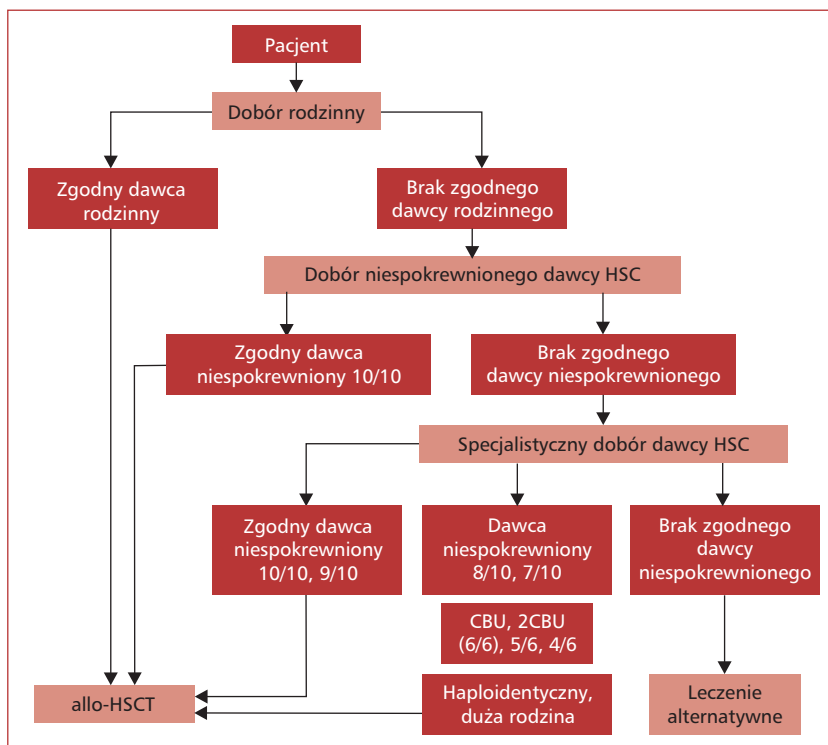 Pacjent
Dobór rodzinny
Zgodny dawca
rodzinny
Brak zgodnego
dawcy rodzinnego
Dobór niespokrewnionego dawcy HSC
Zgodny dawca
niespokrewniony 10/10
Brak zgodnego
dawcy niespokrewnionego
Specjalistyczny dobór dawcy HSC
Zgodny dawca
niespokrewniony
10/10, 9/10
Dawca
niespokrewniony
8/10, 7/10
Brak zgodnego
dawcy
niespokrewnionego
CBU, 2CBU
(6/6), 5/6, 4/6
allo-HSCT
Haploidentyczny,
duża rodzina
Leczenie
alternatywne